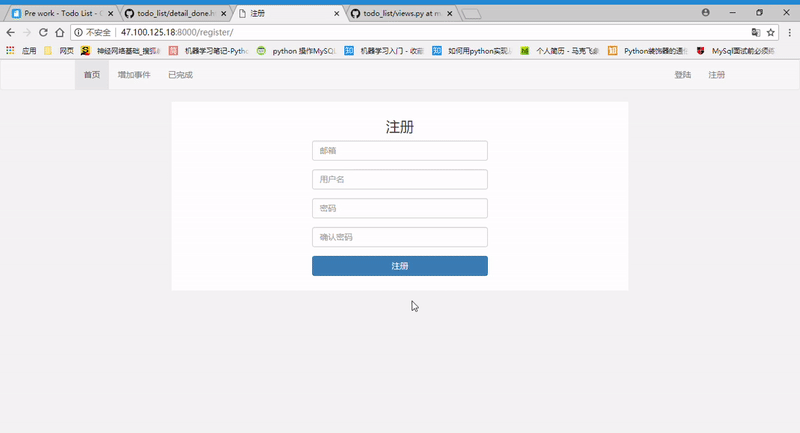 Pre work - Todo List - G
todo_list/detail_done.h
注册
todo_list/views.py at m
不安全 47.100.125.18:8000/register/
应用 网页 神经网络基础_搜狐 机器学习笔记-Pyth python 操作MySQL 机器学习入门 - 收藏 如何用python实现 个人简历 - 马克飞象 Python装饰器的通 MySql面试前必须
首页 增加事件 已完成 登陆 注册
注册
邮箱
用户名
密码
确认密码
注册